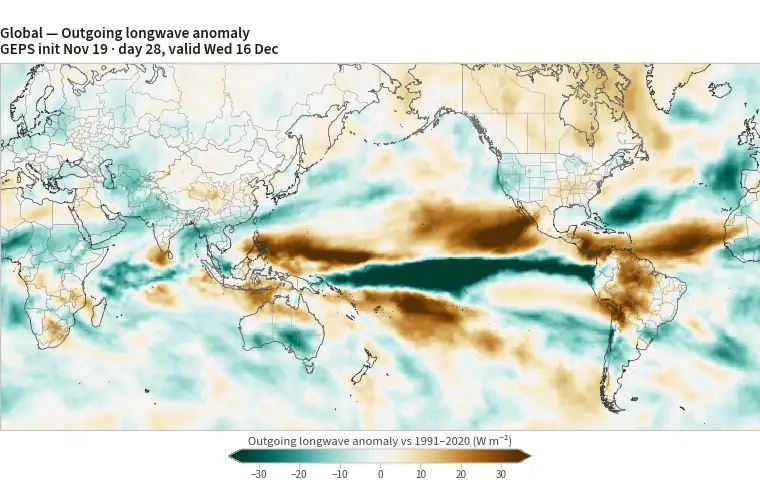 Global — Outgoing longwave anomaly
GEPS init Nov 19 · day 28, valid Wed 16 Dec
Outgoing longwave anomaly vs 1991–2020 (W m⁻²)
−30 −20 −10 0 10 20 30